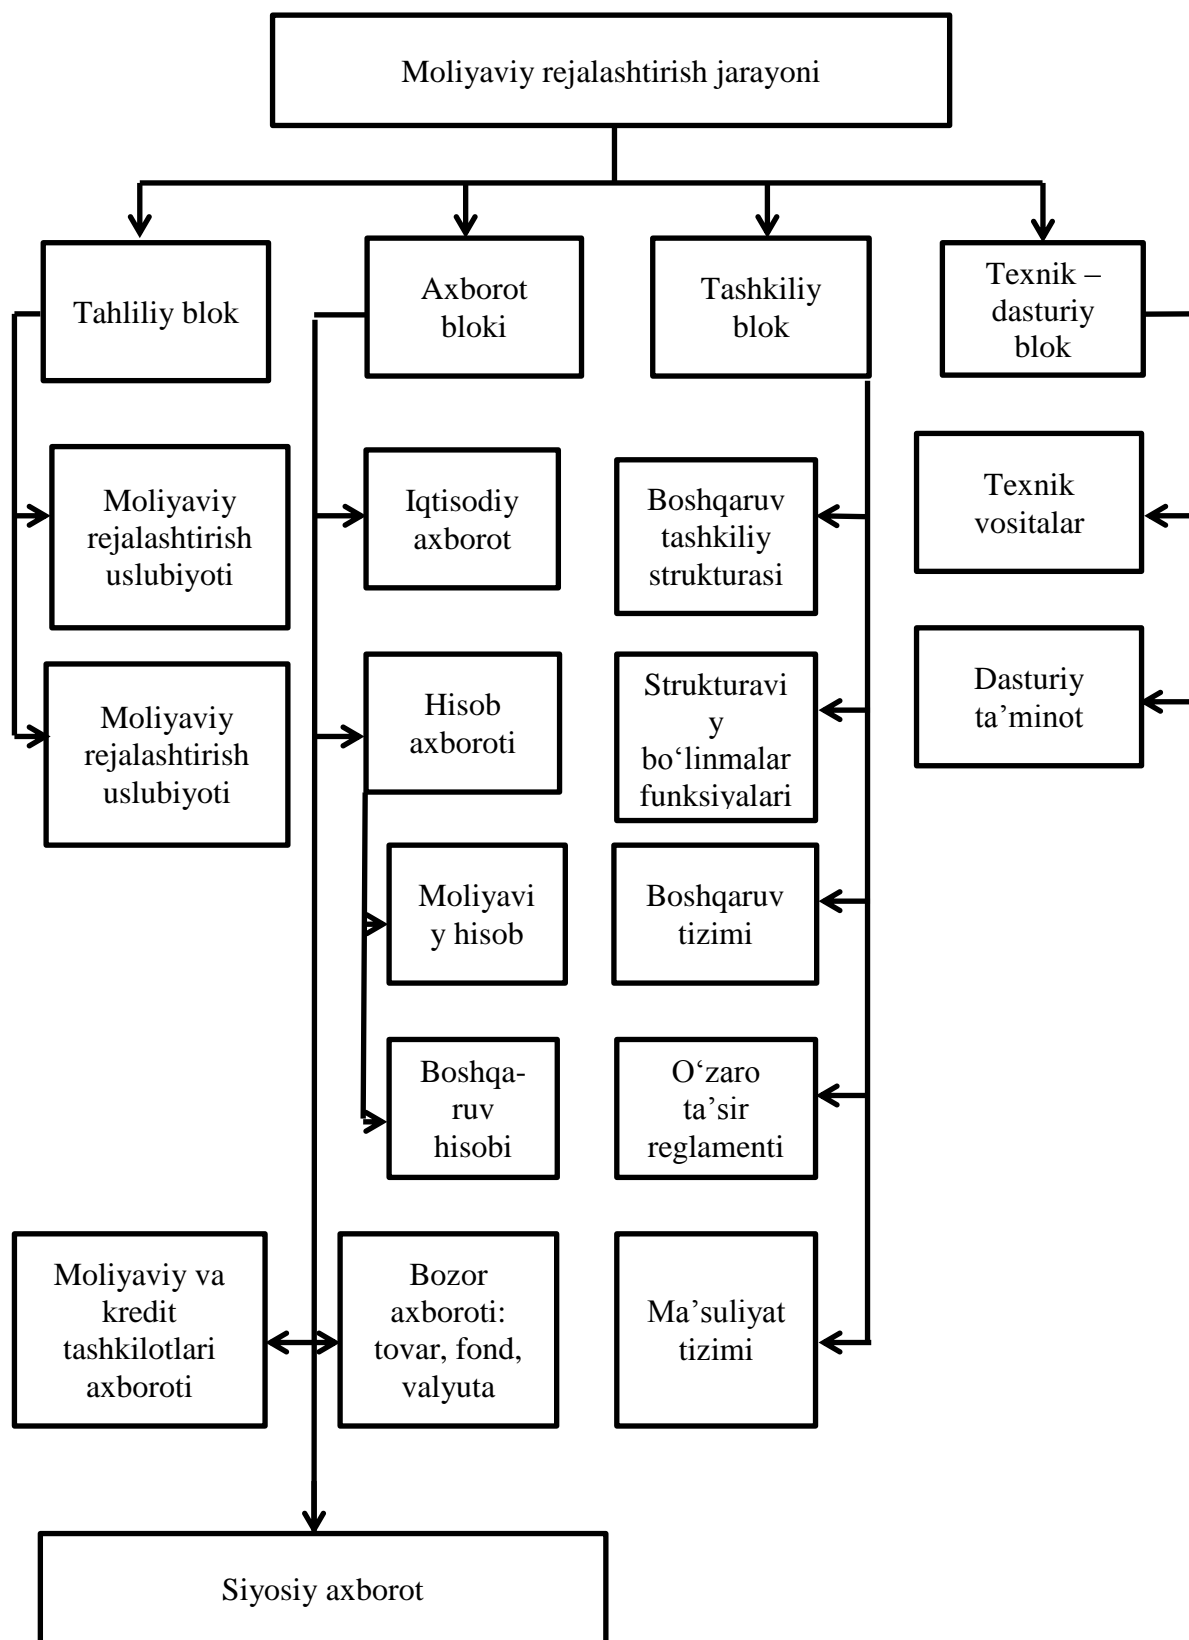 Moliyaviy rejalashtirish jarayoni
Tahliliy blok
Axborot
bloki
Tashkiliy
blok
Texnik –
dasturiy
blok
Moliyaviy
rejalashtirish
uslubiyoti
Iqtisodiy
axborot
Boshqaruv
tashkiliy
strukturasi
Texnik
vositalar
Moliyaviy
rejalashtirish
uslubiyoti
Hisob
axboroti
Strukturavi
y
bo‘linmalar
funksiyalari
Dasturiy
ta’minot
Moliyavi
y hisob
Boshqaruv
tizimi
Boshqa-
ruv
hisobi
O‘zaro
ta’sir
reglamenti
Moliyaviy va
kredit
tashkilotlari
axboroti
Bozor
axboroti:
tovar, fond,
valyuta
Ma’suliyat
tizimi
Siyosiy axborot